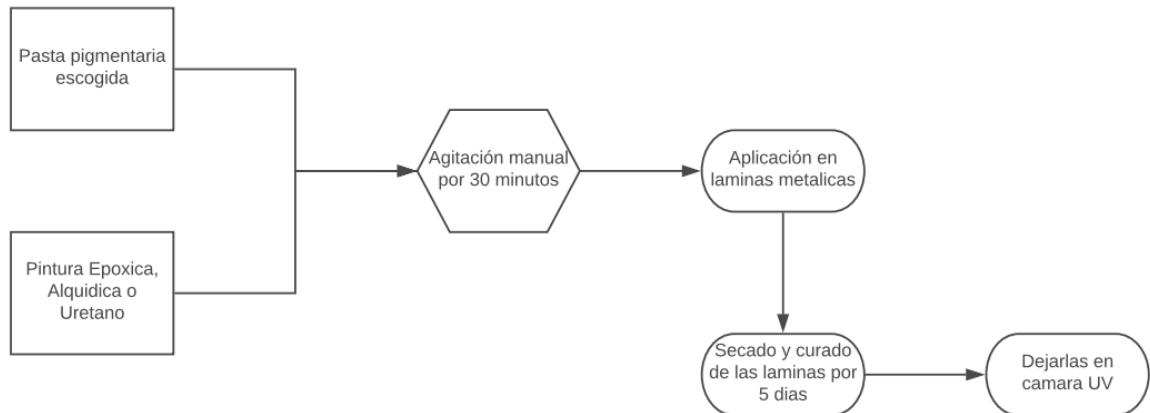 Pasta pigmentaria
escogida
Pintura Epoxica,
Alquidica o
Uretano
Agitación manual
por 30 minutos
Aplicación en
laminas metalicas
Secado y curado
de las laminas por
5 dias
Dejarlas en
camara UV